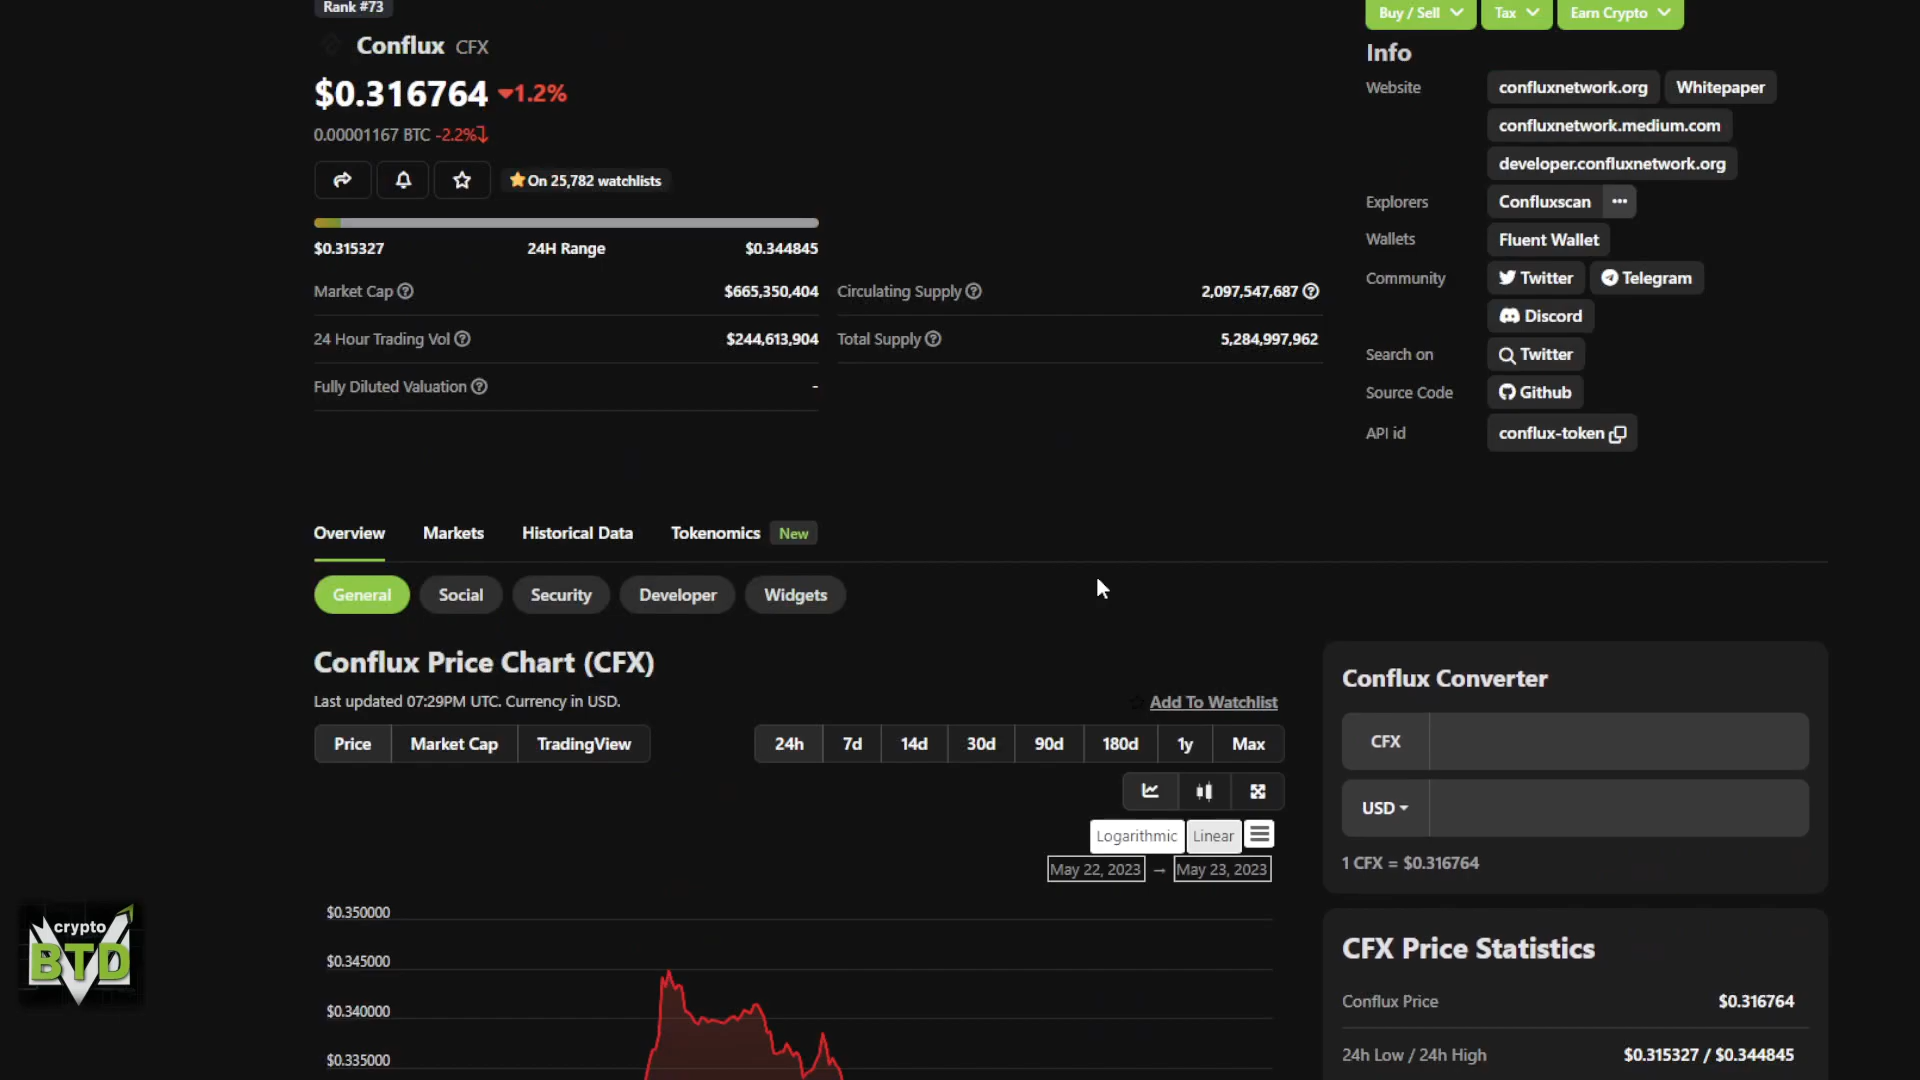 Rank #73
Conflux CFX
$0.316764 1.2%
0.00001167 BTC -2.2%
On 25,782 watchlists
$0.315327 24H Range $0.344845
Market Cap $665,350,404
24 Hour Trading Vol $244,613,904
Fully Diluted Valuation -
Circulating Supply 2,097,547,687
Total Supply 5,284,997,962
Buy / Sell Tax Earn Crypto
Info
Website confluxnetwork.org Whitepaper
confluxnetwork.medium.com
developer.confluxnetwork.org
Explorers Confluxscan
Wallets Fluent Wallet
Community Twitter Telegram
Discord
Search on Twitter
Source Code Github
API id conflux-token
Overview Markets Historical Data Tokenomics New
General Social Security Developer Widgets
Conflux Price Chart (CFX)
Last updated 07:29PM UTC. Currency in USD.
Add To Watchlist
Price Market Cap TradingView
24h 7d 14d 30d 90d 180d 1y Max
Logarithmic Linear
May 22, 2023 → May 23, 2023
$0.350000
$0.345000
$0.340000
$0.335000
Conflux Converter
CFX
USD
1 CFX = $0.316764
CFX Price Statistics
Conflux Price $0.316764
24h Low / 24h High $0.315327 / $0.344845
crypto
BTD